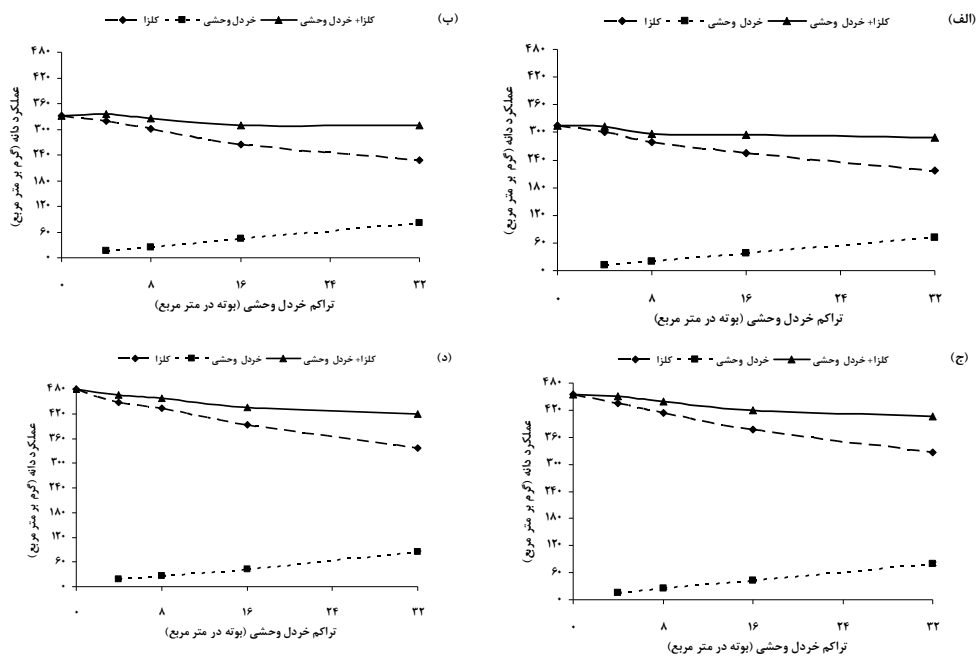 (الف)
کلزا خردل وحشی کلزا+ خردل وحشی
عملکرد دانه (گرم بر متر مربع)
۴۸۰
۴۲۰
۳۶۰
۳۰۰
۲۴۰
۱۸۰
۱۲۰
۶۰
۰
۰ ۸ ۱۶ ۲۴ ۳۲
تراکم خردل وحشی (بوته در متر مربع)
(ب)
کلزا خردل وحشی کلزا+ خردل وحشی
عملکرد دانه (گرم بر متر مربع)
۴۸۰
۴۲۰
۳۶۰
۳۰۰
۲۴۰
۱۸۰
۱۲۰
۶۰
۰
۰ ۸ ۱۶ ۲۴ ۳۲
تراکم خردل وحشی (بوته در متر مربع)
(ج)
کلزا خردل وحشی کلزا+ خردل وحشی
عملکرد دانه (گرم بر متر مربع)
۴۸۰
۴۲۰
۳۶۰
۳۰۰
۲۴۰
۱۸۰
۱۲۰
۶۰
۰
۰ ۸ ۱۶ ۲۴ ۳۲
تراکم خردل وحشی (بوته در متر مربع)
(د)
کلزا خردل وحشی کلزا+ خردل وحشی
عملکرد دانه (گرم بر متر مربع)
۴۸۰
۴۲۰
۳۶۰
۳۰۰
۲۴۰
۱۸۰
۱۲۰
۶۰
۰
۰ ۸ ۱۶ ۲۴ ۳۲
تراکم خردل وحشی (بوته در متر مربع)